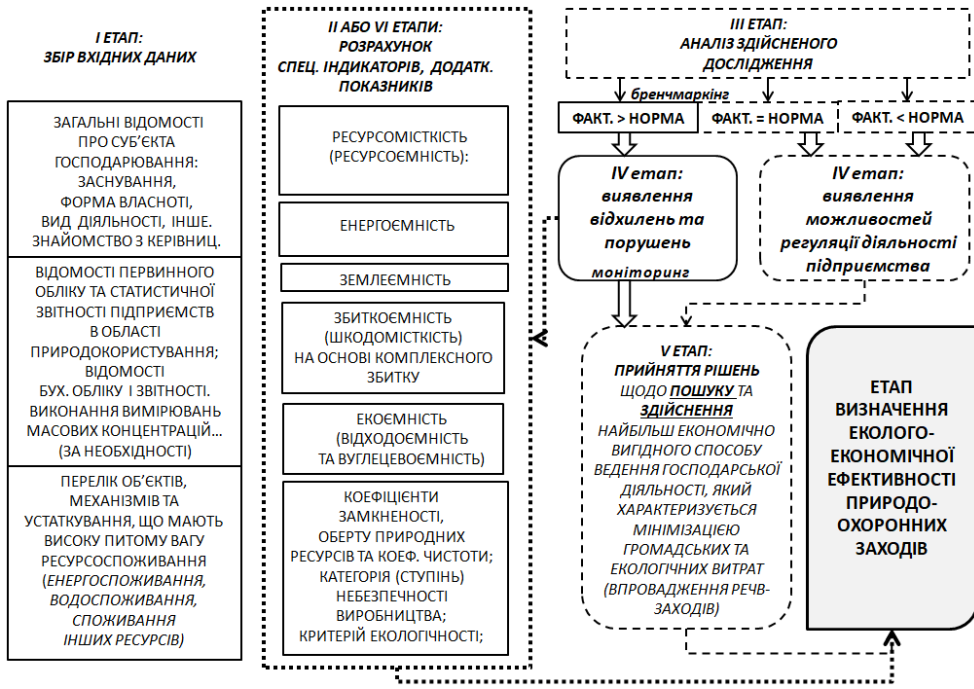 І ЕТАП:
ЗБІР ВХІДНИХ ДАНИХ
ЗАГАЛЬНІ ВІДОМОСТІ
ПРО СУБ’ЄКТА
ГОСПОДАРЮВАННЯ:
ЗАСНУВАННЯ,
ФОРМА ВЛАСНОТІ,
ВИД ДІЯЛЬНОСТІ, ІНШЕ.
ЗНАЙОМСТВО З КЕРІВНИЦ.
ВІДОМОСТІ ПЕРВИННОГО
ОБЛІКУ ТА СТАТИСТИЧНОЇ
ЗВІТНОСТІ ПІДПРИЄМСТВ
В ОБЛАСТІ
ПРИРОДОКОРИСТУВАННЯ;
ВІДОМОСТІ
БУХ. ОБЛІКУ І ЗВІТНОСТІ.
ВИКОНАННЯ ВИМІРЮВАНЬ
МАСОВИХ КОНЦЕНТРАЦІЙ...
(ЗА НЕОБХІДНОСТІ)
ПЕРЕЛІК ОБ’ЄКТІВ,
МЕХАНІЗМІВ ТА
УСТАТКУВАННЯ, ЩО МАЮТЬ
ВИСОКУ ПИТОМУ ВАГУ
РЕСУРСОСПОЖИВАННЯ
(ЕНЕРГОСПОЖИВАННЯ,
ВОДОСПОЖИВАННЯ,
СПОЖИВАННЯ
ІНШИХ РЕСУРСІВ)
ІІ АБО VI ЕТАПИ:
РОЗРАХУНОК
СПЕЦ. ІНДИКАТОРІВ, ДОДАТК.
ПОКАЗНИКІВ
РЕСУРСОМІСТКІСТЬ
(РЕСУРСОЄМНІСТЬ):
ЕНЕРГОЄМНІСТЬ
ЗЕМЛЕЄМНІСТЬ
ЗБИТКОЄМНІСТЬ
(ШКОДОМІСТКІСТЬ)
НА ОСНОВІ КОМПЛЕКСНОГО
ЗБИТКУ
ЕКОЄМНІСТЬ
(ВІДХОДОЄМНІСТЬ
ТА ВУГЛЕЦЕВОЄМНІСТЬ)
КОЕФІЦІЄНТИ
ЗАМКНЕНОСТІ,
ОБЕРТУ ПРИРОДНИХ
РЕСУРСІВ ТА КОЕФ. ЧИСТОТИ;
КАТЕГОРІЯ (СТУПІНЬ)
НЕБЕЗПЕЧНОСТІ
ВИРОБНИЦТВА;
КРИТЕРІЙ ЕКОЛОГІЧНОСТІ;
ІІІ ЕТАП:
АНАЛІЗ ЗДІЙСНЕНОГО
ДОСЛІДЖЕННЯ
бренчмаркінг
ФАКТ. > НОРМА
ФАКТ. = НОРМА
ФАКТ. < НОРМА
IV етап:
виявлення
відхилень та
порушень
моніторинг
IV етап:
виявлення
можливостей
регуляції діяльності
підприємства
V ЕТАП:
ПРИЙНЯТТЯ РІШЕНЬ
ЩОДО ПОШУКУ ТА
ЗДІЙСНЕННЯ
НАЙБІЛЬШ ЕКОНОМІЧНО
ВИГІДНОГО СПОСОБУ
ВЕДЕННЯ ГОСПОДАРСЬКОЇ
ДІЯЛЬНОСТІ, ЯКИЙ
ХАРАКТЕРИЗУЄТЬСЯ
МІНІМІЗАЦІЄЮ
ГРОМАДСЬКИХ ТА
ЕКОЛОГІЧНИХ ВИТРАТ
(ВПРОВАДЖЕННЯ РЕЧВ-
ЗАХОДІВ)
ЕТАП
ВИЗНАЧЕННЯ
ЕКОЛОГО-
ЕКОНОМІЧНОЇ
ЕФЕКТИВНОСТІ
ПРИРОДО-
ОХОРОННИХ
ЗАХОДІВ